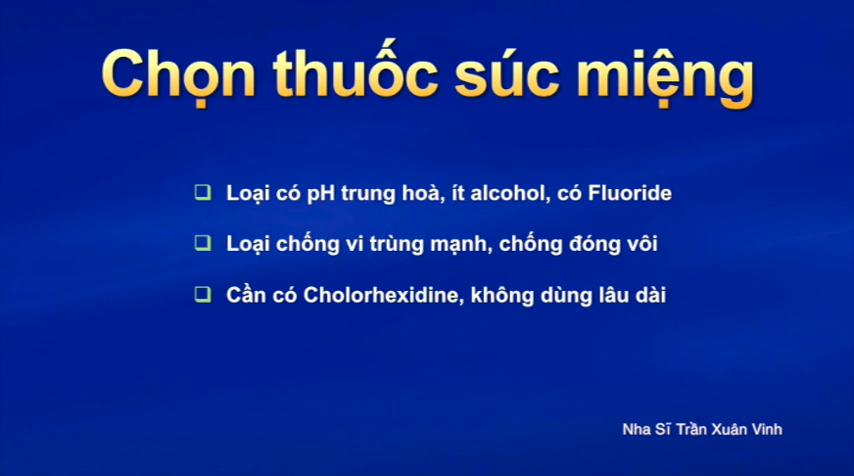 Chọn thuốc súc miệng
Loại có pH trung hoà, ít alcohol, có Fluoride
Loại chống vi trùng mạnh, chống đóng vôi
Cần có Cholorhexidine, không dùng lâu dài
Nha Sĩ Trần Xuân Vinh